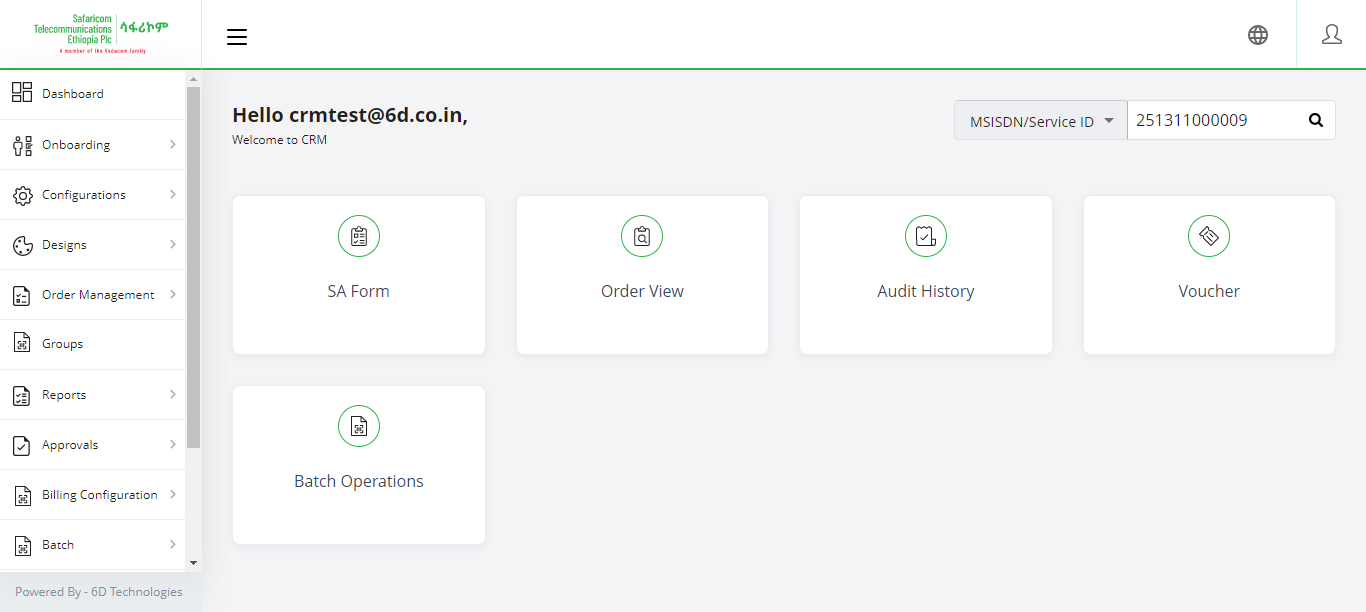 Safaricom
Telecommunications
Ethiopia Plc
ሳፋሪኮም
A member of the Vodacom family
Hello crmtest@6d.co.in,
Welcome to CRM
MSISDN/Service ID
251311000009
Dashboard
Onboarding
Configurations
Designs
Order Management
Groups
Reports
Approvals
Billing Configuration
Batch
Powered By - 6D Technologies
SA Form
Order View
Audit History
Voucher
Batch Operations